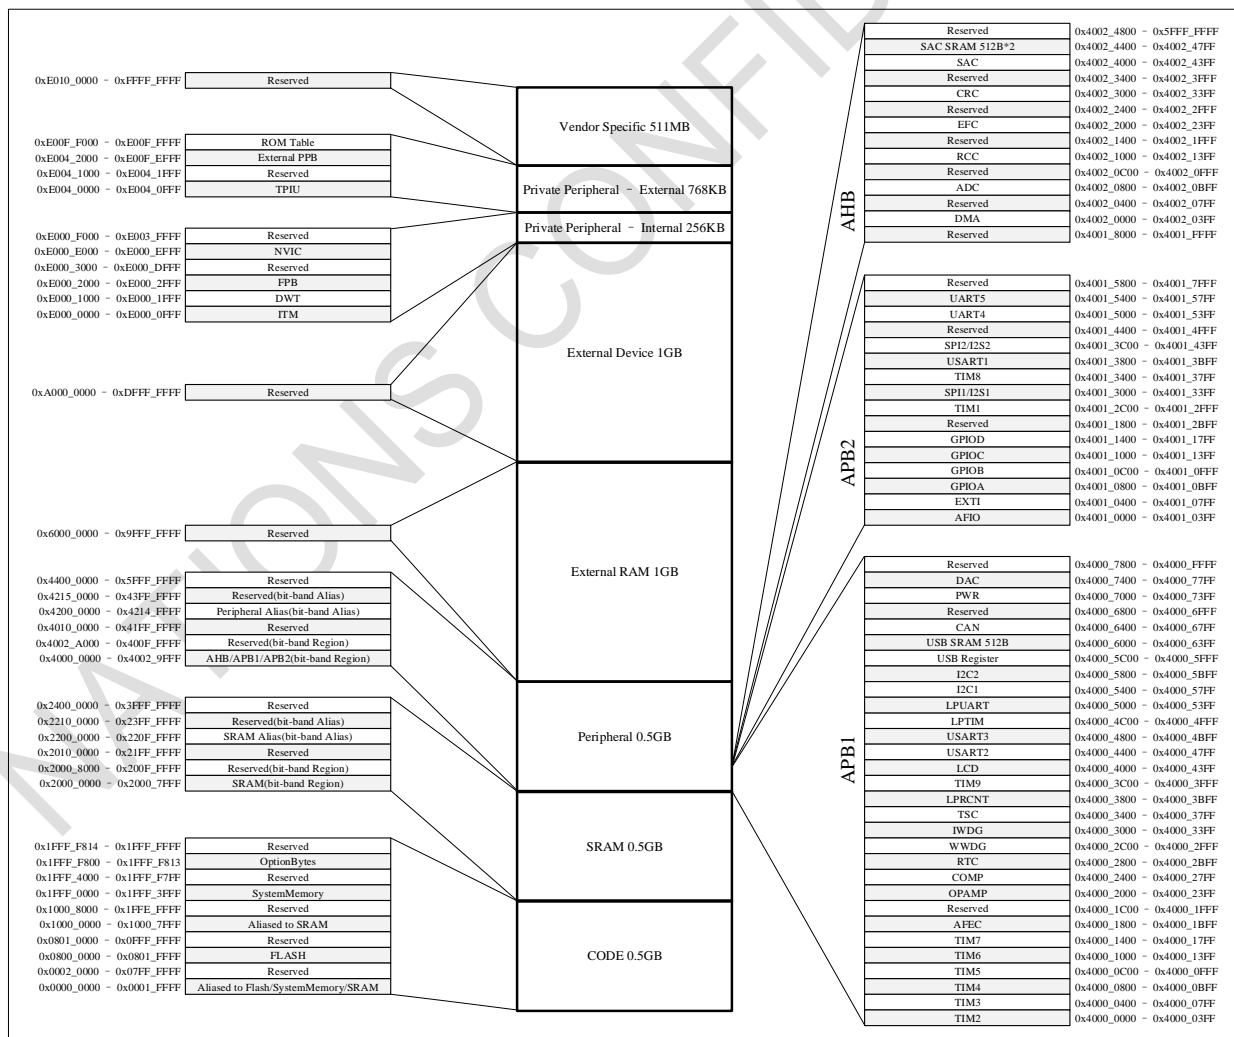 0xE010_0000 - 0xFFFF_FFFF Reserved
0xE00F_F000 - 0xE00F_FFFF ROM Table
0xE004_2000 - 0xE00F_EFFF External PPB
0xE004_1000 - 0xE004_1FFF Reserved
0xE004_0000 - 0xE004_0FFF TPIU
0xE000_F000 - 0xE003_FFFF Reserved
0xE000_E000 - 0xE000_EFFF NVIC
0xE000_3000 - 0xE000_DFFF Reserved
0xE000_2000 - 0xE000_2FFF FPB
0xE000_1000 - 0xE000_1FFF DWT
0xE000_0000 - 0xE000_0FFF ITM
0xA000_0000 - 0xDFFF_FFFF Reserved
0x6000_0000 - 0x9FFF_FFFF Reserved
0x4400_0000 - 0x5FFF_FFFF Reserved
0x4215_0000 - 0x43FF_FFFF Reserved(bit-band Alias)
0x4200_0000 - 0x4214_FFFF Peripheral Alias(bit-band Alias)
0x4010_0000 - 0x41FF_FFFF Reserved
0x4002_A000 - 0x400F_FFFF Reserved(bit-band Region)
0x4000_0000 - 0x4002_9FFF AHB/APB1/APB2(bit-band Region)
0x2400_0000 - 0x3FFF_FFFF Reserved
0x2210_0000 - 0x23FF_FFFF Reserved(bit-band Alias)
0x2200_0000 - 0x220F_FFFF SRAM Alias(bit-band Alias)
0x2010_0000 - 0x21FF_FFFF Reserved
0x2000_8000 - 0x200F_FFFF Reserved(bit-band Region)
0x2000_0000 - 0x2000_7FFF SRAM(bit-band Region)
0x1FFF_F814 - 0x1FFF_FFFF Reserved
0x1FFF_F800 - 0x1FFF_F813 OptionBytes
0x1FFF_4000 - 0x1FFF_F7FF Reserved
0x1FFF_0000 - 0x1FFF_3FFF SystemMemory
0x1000_8000 - 0x1FFE_FFFF Reserved
0x1000_0000 - 0x1000_7FFF Aliased to SRAM
0x0801_0000 - 0x0FFF_FFFF Reserved
0x0800_0000 - 0x0801_FFFF FLASH
0x0002_0000 - 0x07FF_FFFF Reserved
0x0000_0000 - 0x0001_FFFF Aliased to Flash/SystemMemory/SRAM
Vendor Specific 511MB
Private Peripheral - External 768KB
Private Peripheral - Internal 256KB
External Device 1GB
External RAM 1GB
Peripheral 0.5GB
SRAM 0.5GB
CODE 0.5GB
AHB
Reserved 0x4002_4800 - 0x5FFF_FFFF
SAC SRAM 512B*2 0x4002_4400 - 0x4002_47FF
SAC 0x4002_4000 - 0x4002_43FF
Reserved 0x4002_3400 - 0x4002_3FFF
CRC 0x4002_3000 - 0x4002_33FF
Reserved 0x4002_2400 - 0x4002_2FFF
EFC 0x4002_2000 - 0x4002_23FF
Reserved 0x4002_1400 - 0x4002_1FFF
RCC 0x4002_1000 - 0x4002_13FF
Reserved 0x4002_0C00 - 0x4002_0FFF
ADC 0x4002_0800 - 0x4002_0BFF
Reserved 0x4002_0400 - 0x4002_07FF
DMA 0x4002_0000 - 0x4002_03FF
Reserved 0x4001_8000 - 0x4001_FFFF
APB2
Reserved 0x4001_5800 - 0x4001_7FFF
UART5 0x4001_5400 - 0x4001_57FF
UART4 0x4001_5000 - 0x4001_53FF
Reserved 0x4001_4400 - 0x4001_4FFF
SPI2/I2S2 0x4001_3C00 - 0x4001_43FF
USART1 0x4001_3800 - 0x4001_3BFF
TIM8 0x4001_3400 - 0x4001_37FF
SPI1/I2S1 0x4001_3000 - 0x4001_33FF
TIM1 0x4001_2C00 - 0x4001_2FFF
Reserved 0x4001_1800 - 0x4001_2BFF
GPIOD 0x4001_1400 - 0x4001_17FF
GPIOC 0x4001_1000 - 0x4001_13FF
GPIOB 0x4001_0C00 - 0x4001_0FFF
GPIOA 0x4001_0800 - 0x4001_0BFF
EXTI 0x4001_0400 - 0x4001_07FF
AFIO 0x4001_0000 - 0x4001_03FF
APB1
Reserved 0x4000_7800 - 0x4000_FFFF
DAC 0x4000_7400 - 0x4000_77FF
PWR 0x4000_7000 - 0x4000_73FF
Reserved 0x4000_6800 - 0x4000_6FFF
CAN 0x4000_6400 - 0x4000_67FF
USB SRAM 512B 0x4000_6000 - 0x4000_63FF
USB Register 0x4000_5C00 - 0x4000_5FFF
I2C2 0x4000_5800 - 0x4000_5BFF
I2C1 0x4000_5400 - 0x4000_57FF
LPUART 0x4000_5000 - 0x4000_53FF
LPTIM 0x4000_4C00 - 0x4000_4FFF
USART3 0x4000_4800 - 0x4000_4BFF
USART2 0x4000_4400 - 0x4000_47FF
LCD 0x4000_4000 - 0x4000_43FF
TIM9 0x4000_3C00 - 0x4000_3FFF
LPRCNT 0x4000_3800 - 0x4000_3BFF
TSC 0x4000_3400 - 0x4000_37FF
IWDG 0x4000_3000 - 0x4000_33FF
WWDG 0x4000_2C00 - 0x4000_2FFF
RTC 0x4000_2800 - 0x4000_2BFF
COMP 0x4000_2400 - 0x4000_27FF
OPAMP 0x4000_2000 - 0x4000_23FF
Reserved 0x4000_1C00 - 0x4000_1FFF
AFEC 0x4000_1800 - 0x4000_1BFF
TIM7 0x4000_1400 - 0x4000_17FF
TIM6 0x4000_1000 - 0x4000_13FF
TIM5 0x4000_0C00 - 0x4000_0FFF
TIM4 0x4000_0800 - 0x4000_0BFF
TIM3 0x4000_0400 - 0x4000_07FF
TIM2 0x4000_0000 - 0x4000_03FF
NATIONS CONFID